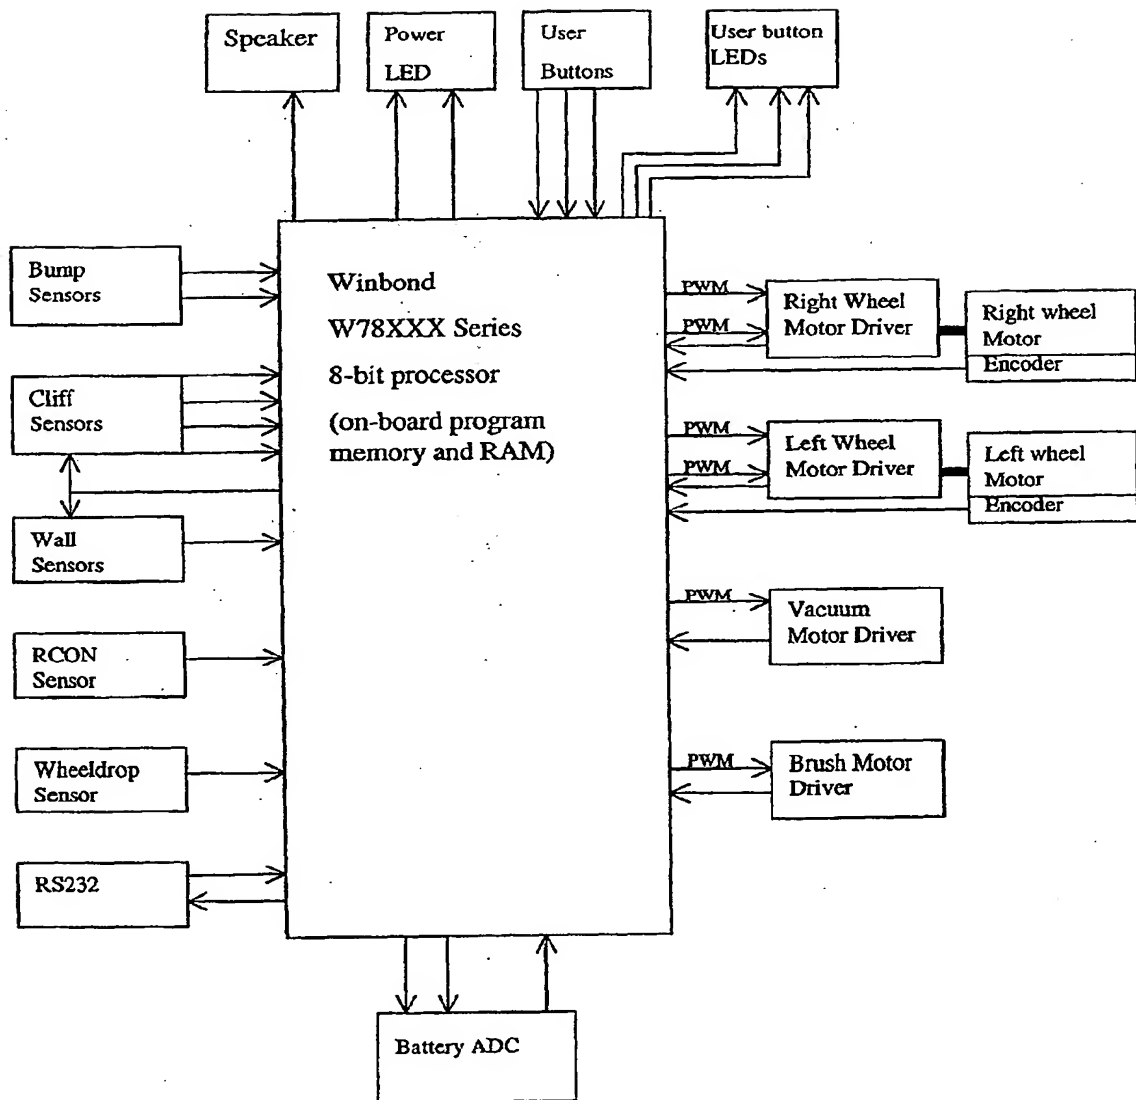 Speaker
Power
LED
User
Buttons
User button
LEDs
Bump
Sensors
Cliff
Sensors
Wall
Sensors
RCON
Sensor
Wheeldrop
Sensor
RS232
Winbond
W78XXX Series
8-bit processor
(on-board program
memory and RAM)
PWM
PWM
Right Wheel
Motor Driver
Right wheel
Motor
Encoder
PWM
PWM
Left Wheel
Motor Driver
Left wheel
Motor
Encoder
PWM
Vacuum
Motor Driver
PWM
Brush Motor
Driver
Battery ADC